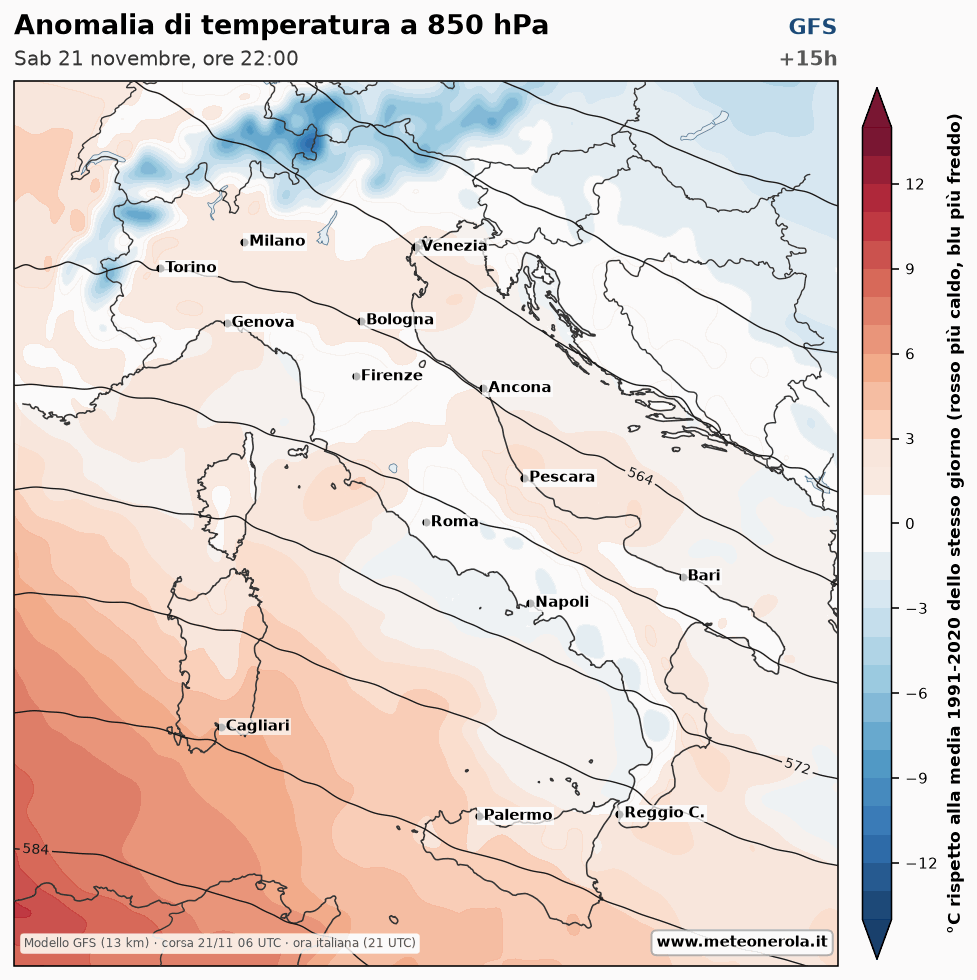 Anomalia di temperatura a 850 hPa
GFS
Sab 21 novembre, ore 22:00
+15h
Milano
Venezia
Torino
Genova
Bologna
Firenze
Ancona
Pescara
564
Roma
Bari
Napoli
Cagliari
572
Palermo
Reggio C.
584
Modello GFS (13 km) · corsa 21/11 06 UTC · ora italiana (21 UTC)
www.meteonerola.it
12
9
6
3
0
−3
−6
−9
−12
°C rispetto alla media 1991-2020 dello stesso giorno (rosso più caldo, blu più freddo)